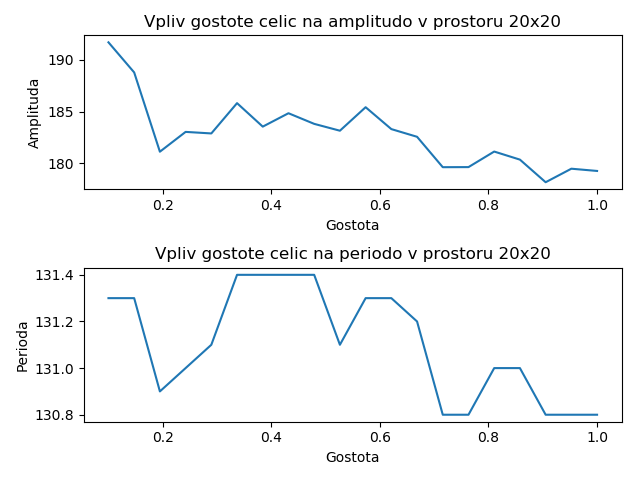 Vpliv gostote celic na amplitudo v prostoru 20x20
190
185
180
Amplituda
0.2 0.4 0.6 0.8 1.0
Gostota
Vpliv gostote celic na periodo v prostoru 20x20
131.4
131.2
131.0
130.8
Perioda
0.2 0.4 0.6 0.8 1.0
Gostota